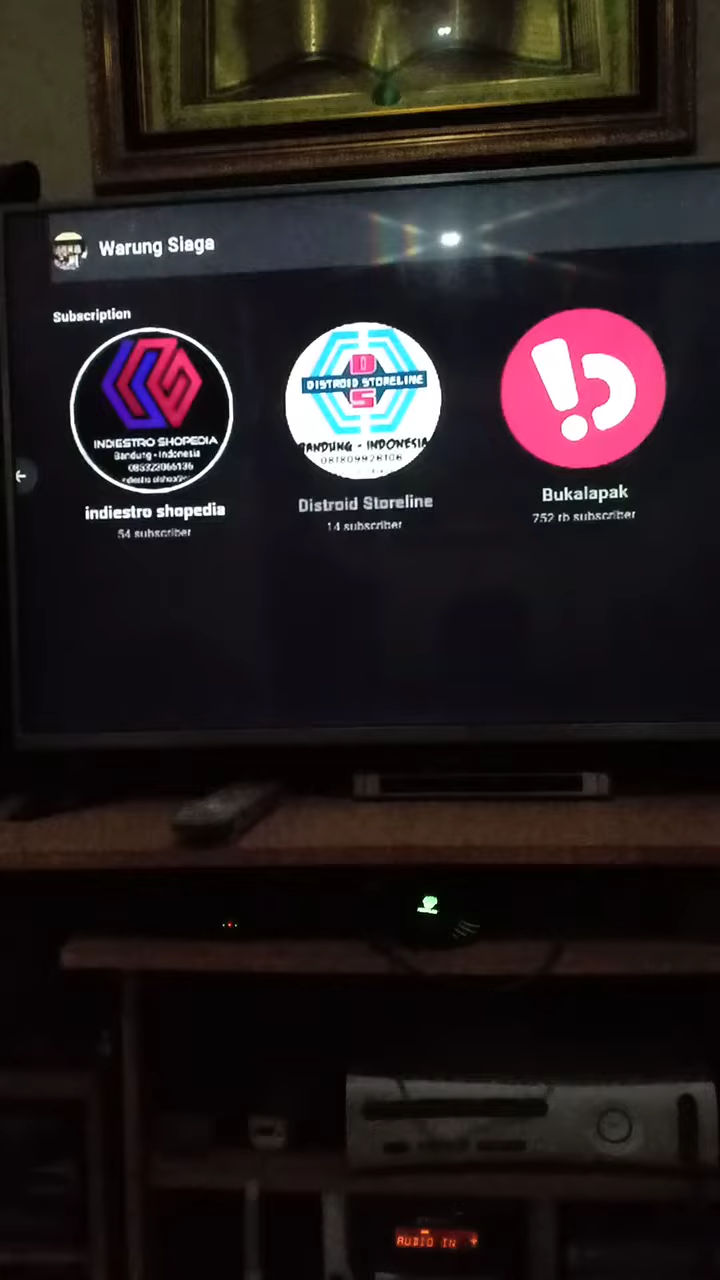 Warung Siaga
Subscription
INDIESTRO SHOPEDIA
Bandung - Indonesia
085322066136
indiestro shopedia
54 subscriber
DS
DISTROID STORELINE
BANDUNG - INDONESIA
Distroid Storeline
14 subscriber
Bukalapak
752 rb subscriber
AUDIO IN